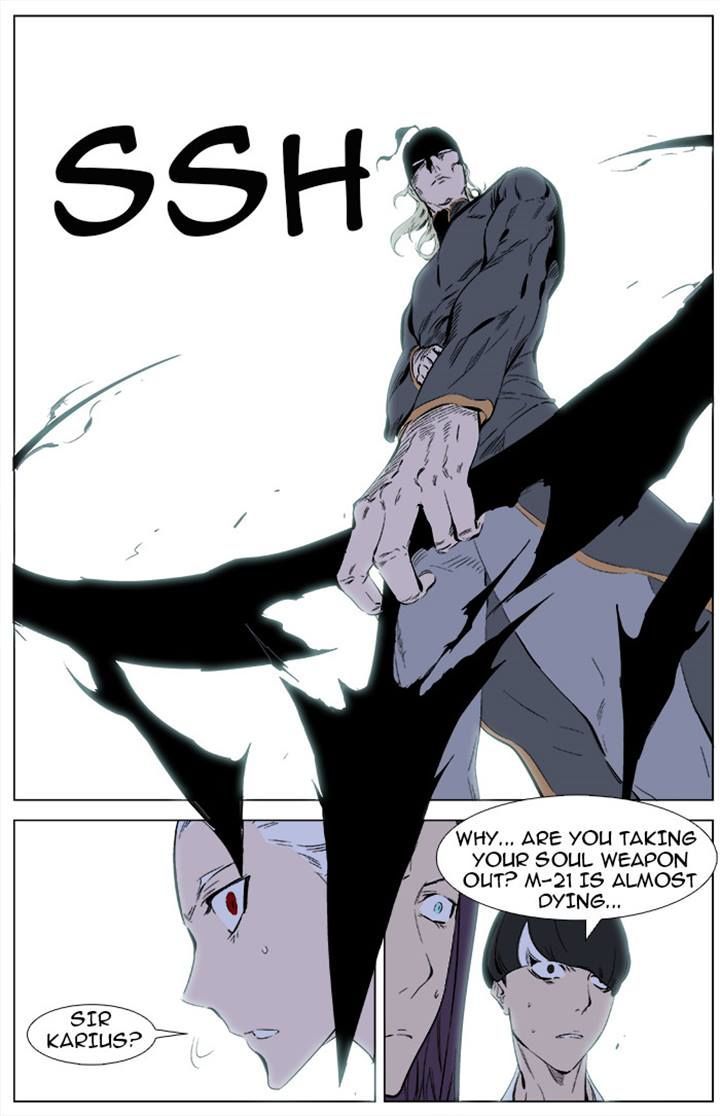 SSH
SIR
KARIUS?
WHY... ARE YOU TAKING
YOUR SOUL WEAPON
OUT? M-21 IS ALMOST
DYING...